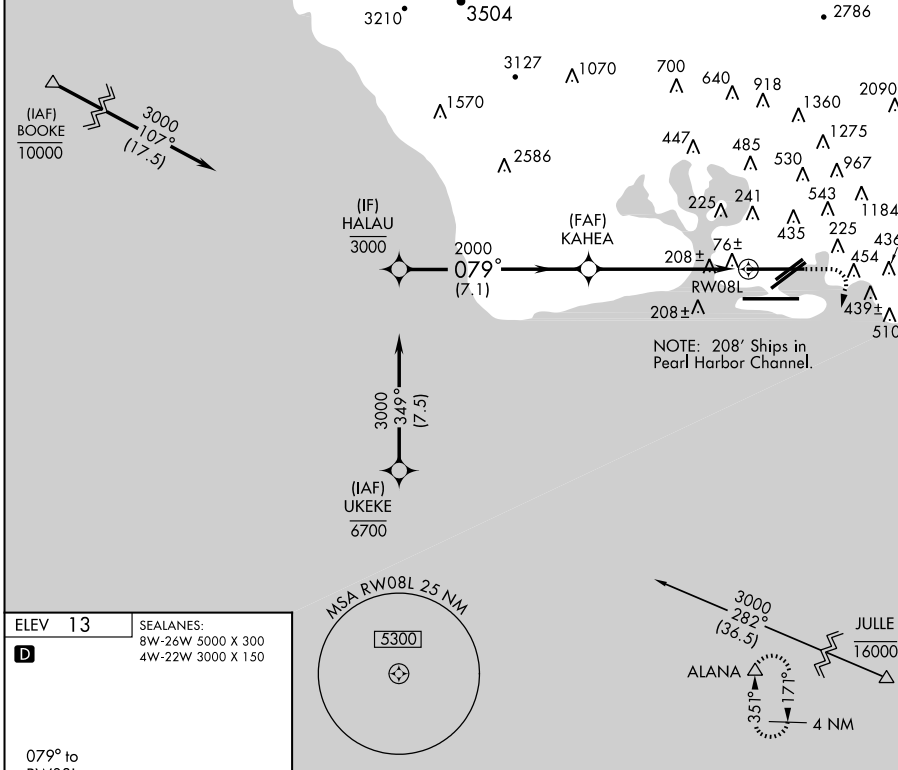 3210
3504
2786
3127
1070
700
640
918
2090
1570
1360
1275
447
485
530
967
2586
225
241
543
1184
435
225
436
(IAF)
BOOKE
10000
3000
107°
(17.5)
(IF)
HALAU
3000
2000
079°
(7.1)
(FAF)
KAHEA
208±
76±
RW08L
454
208±
439±
510
NOTE: 208' Ships in
Pearl Harbor Channel.
3000
349°
(7.5)
(IAF)
UKEKE
6700
MSA RW08L 25 NM
5300
3000
282°
(36.5)
JULLE
16000
ALANA
351°
171°
4 NM
ELEV 13
D
SEALANES:
8W-26W 5000 X 300
4W-22W 3000 X 150
079° to